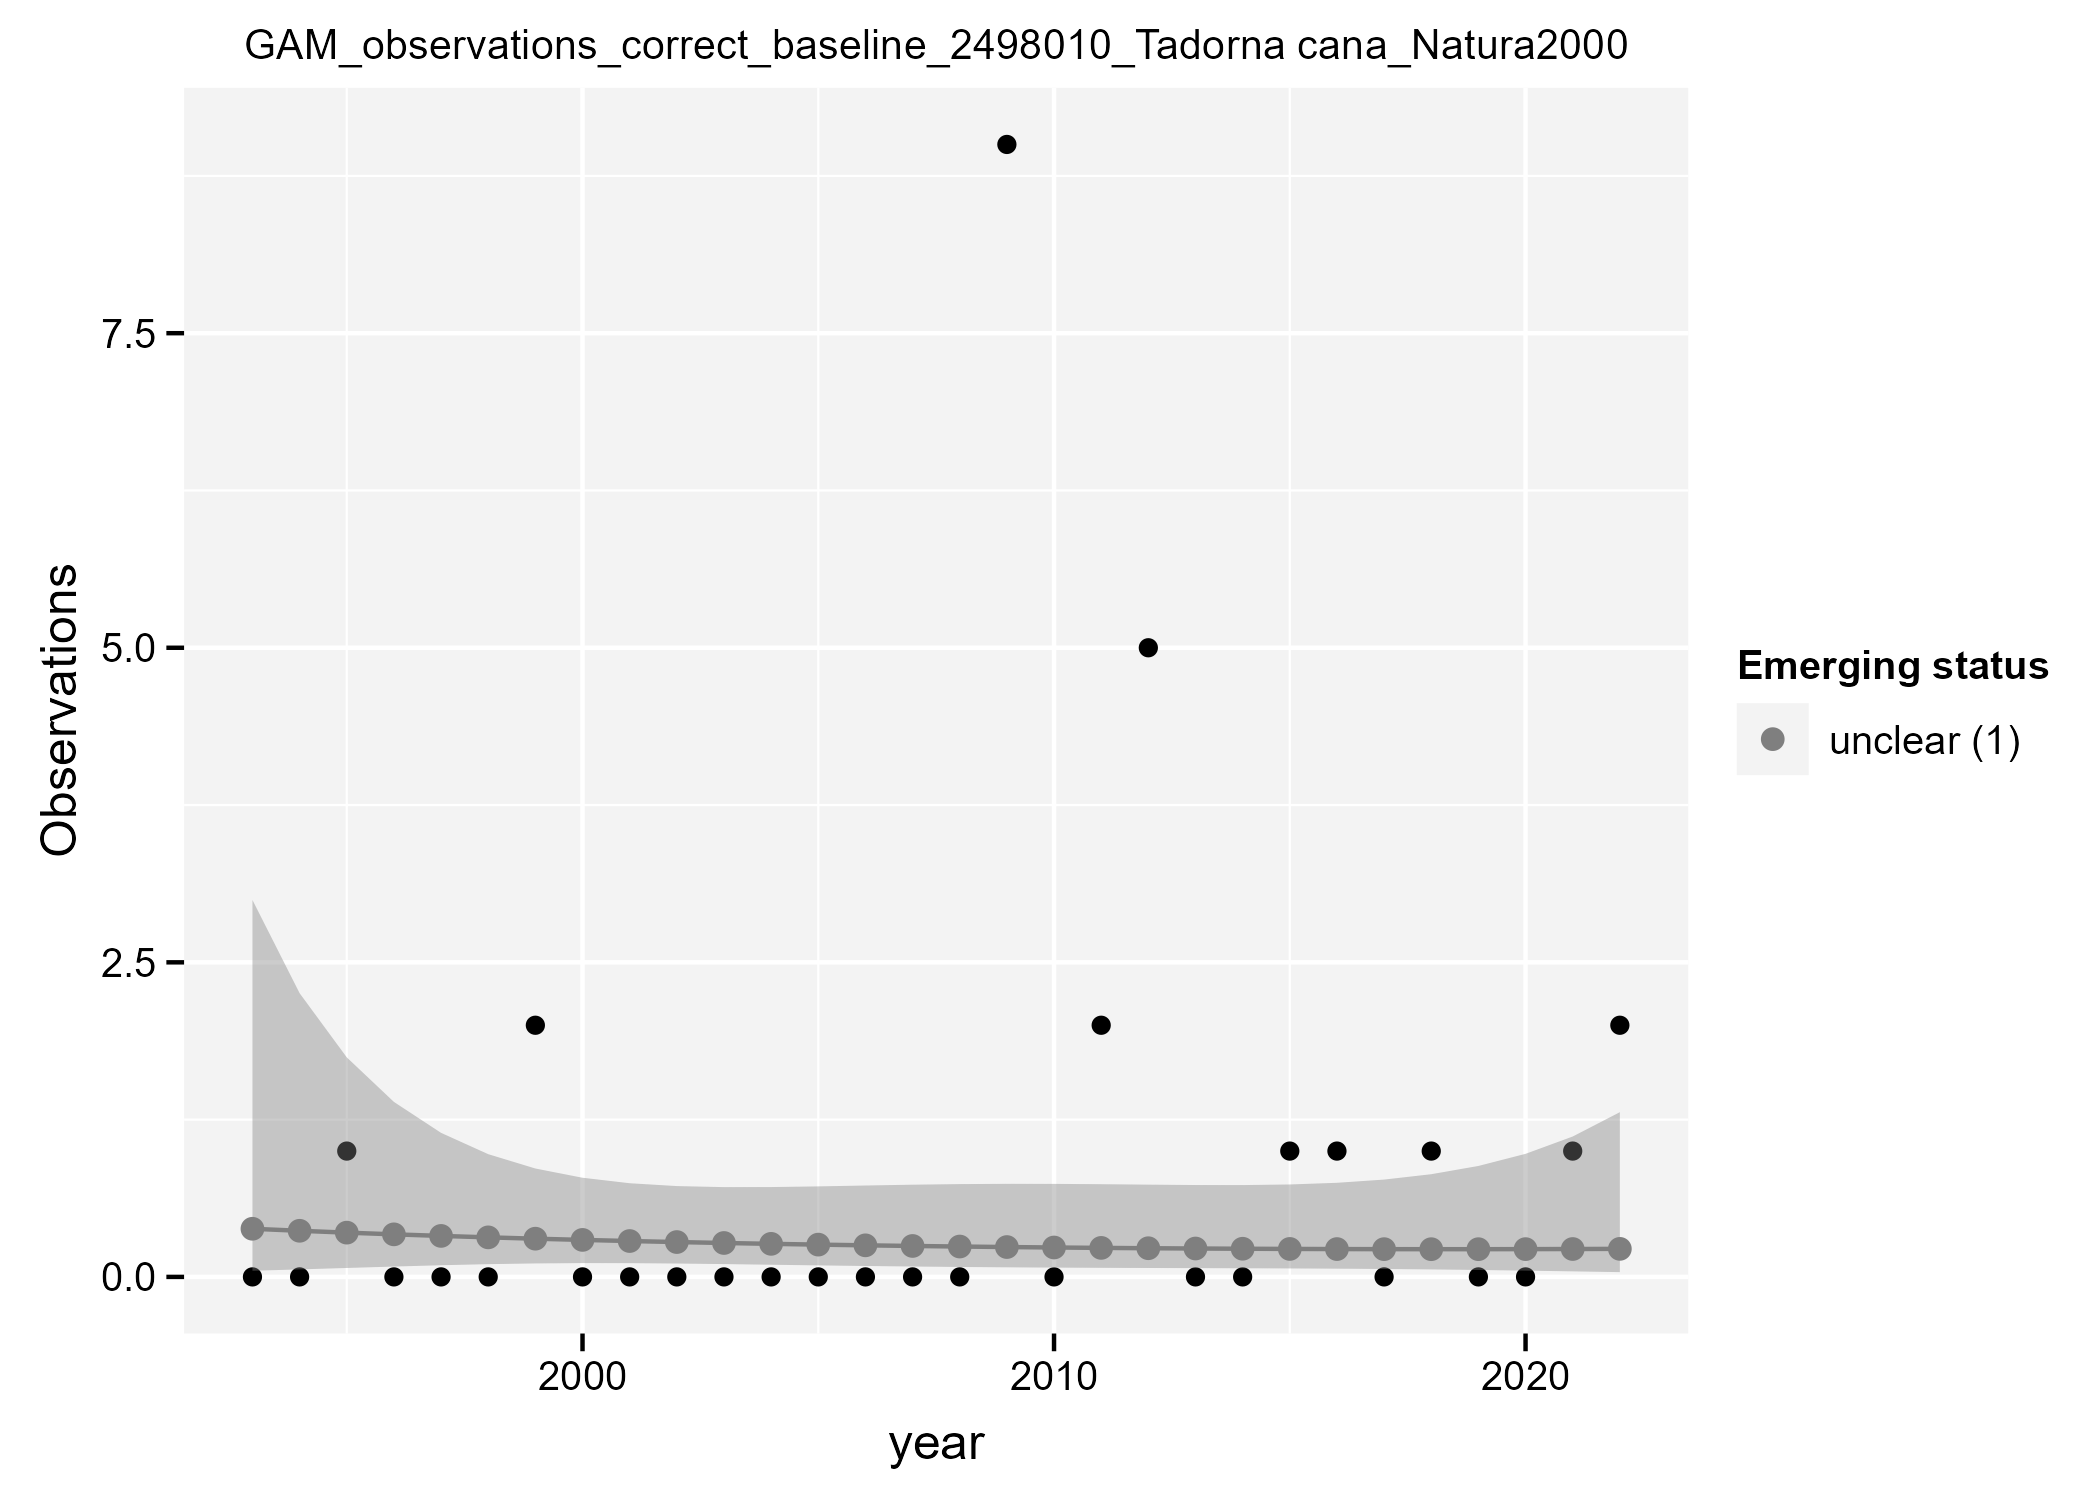 GAM_observations_correct_baseline_2498010_Tadorna cana_Natura2000
Observations
7.5
5.0
2.5
0.0
2000
2010
2020
year
Emerging status
unclear (1)